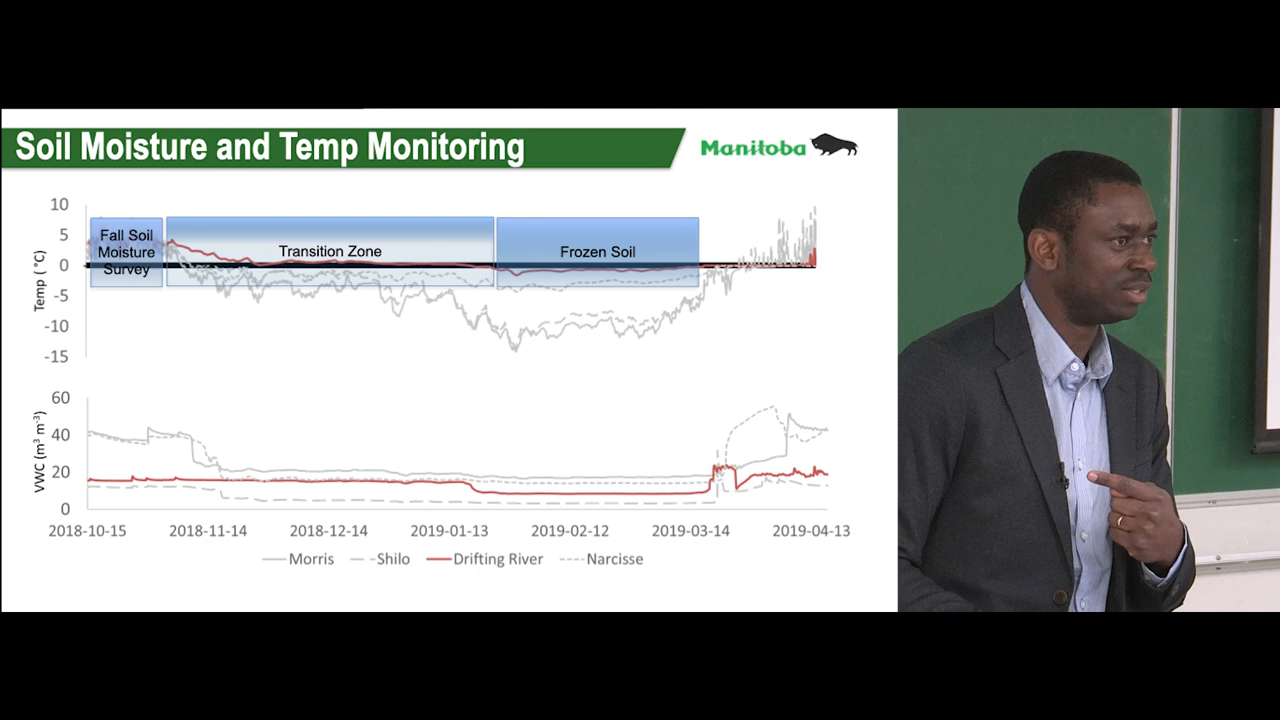 Soil Moisture and Temp Monitoring
Manitoba
10
5
0
-5
-10
-15
Temp (°C)
Fall Soil
Moisture
Survey
Transition Zone
Frozen Soil
60
40
20
0
VWC (m³ m⁻³)
2018-10-15 2018-11-14 2018-12-14 2019-01-13 2019-02-12 2019-03-14 2019-04-13
Morris Shilo Drifting River Narcisse